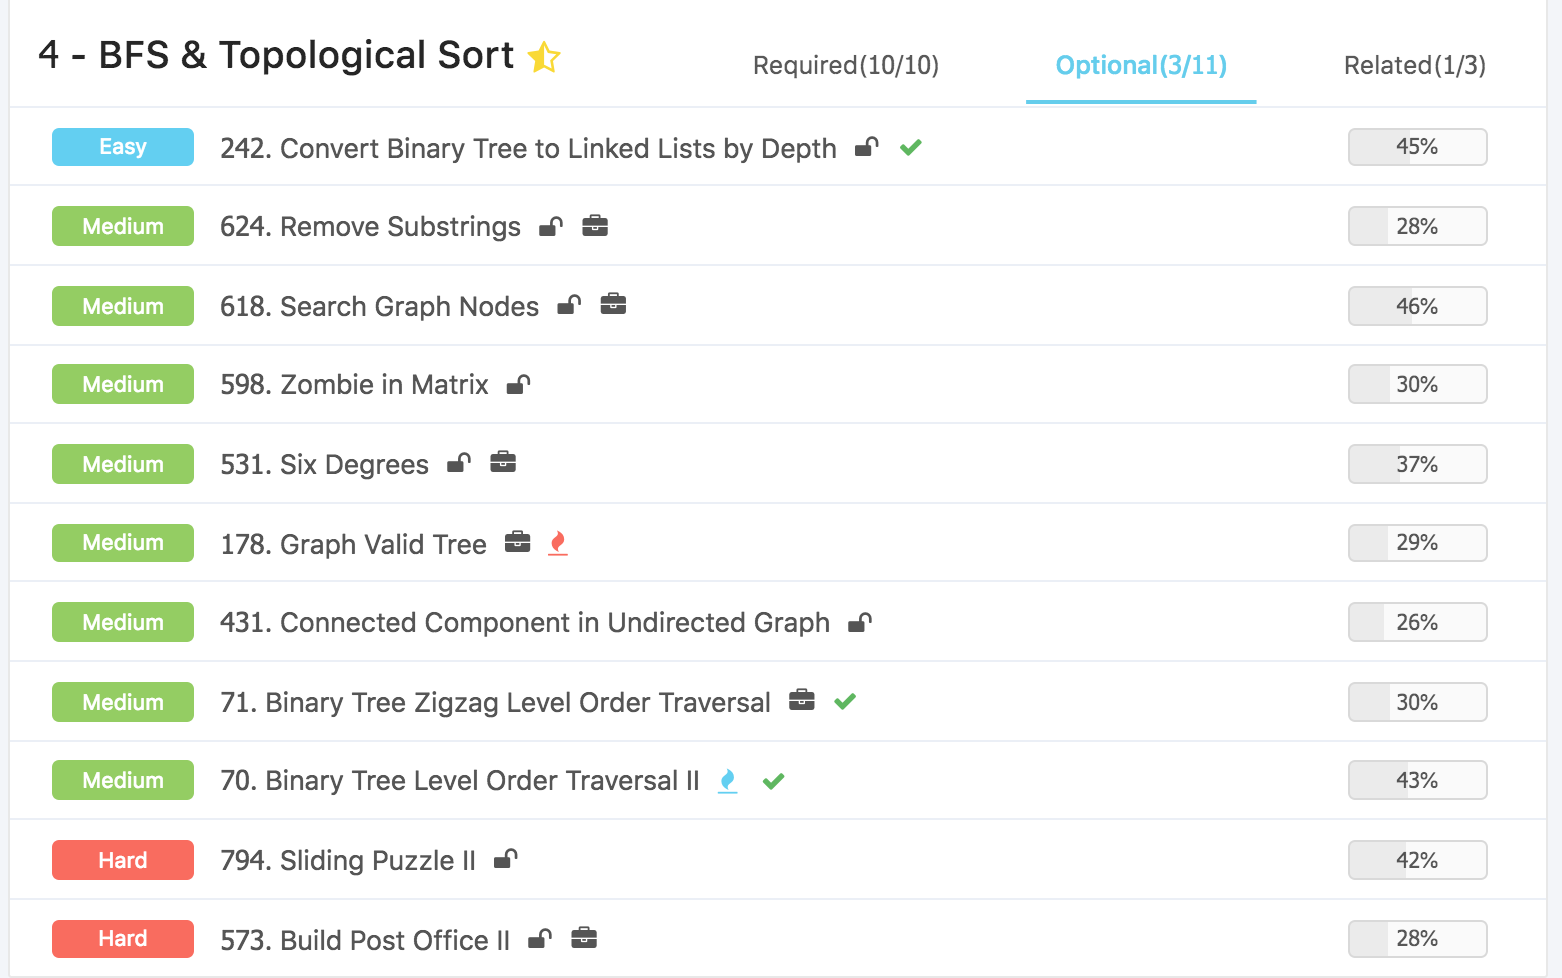 4 - BFS & Topological Sort Required(10/10) Optional(3/11) Related(1/3)
Easy 242. Convert Binary Tree to Linked Lists by Depth 45%
Medium 624. Remove Substrings 28%
Medium 618. Search Graph Nodes 46%
Medium 598. Zombie in Matrix 30%
Medium 531. Six Degrees 37%
Medium 178. Graph Valid Tree 29%
Medium 431. Connected Component in Undirected Graph 26%
Medium 71. Binary Tree Zigzag Level Order Traversal 30%
Medium 70. Binary Tree Level Order Traversal II 43%
Hard 794. Sliding Puzzle II 42%
Hard 573. Build Post Office II 28%